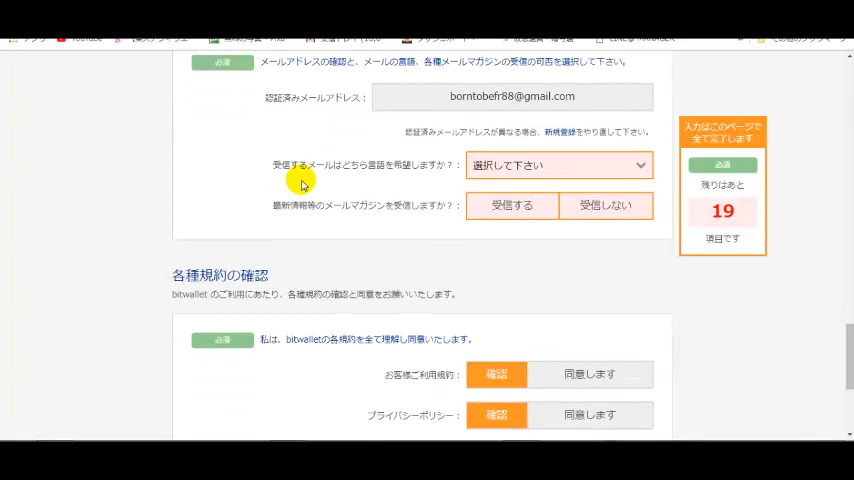 YouTube
必須
メールアドレスの確認と、メールの言語、各種メールマガジンの受信の可否を選択して下さい。
認証済みメールアドレス：
borntobefr88@gmail.com
認証済みメールアドレスが異なる場合、新規登録をやり直して下さい。
受信するメールはどちら言語を希望しますか？：
選択して下さい
最新情報等のメールマガジンを受信しますか？：
受信する
受信しない
入力はこのページで
全て完了します
必須
残りはあと
19
項目です
各種規約の確認
bitwallet のご利用にあたり、各種規約の確認と同意をお願いいたします。
必須
私は、bitwalletの各規約を全て理解し同意いたします。
お客様ご利用規約：
確認
同意します
プライバシーポリシー：
確認
同意します